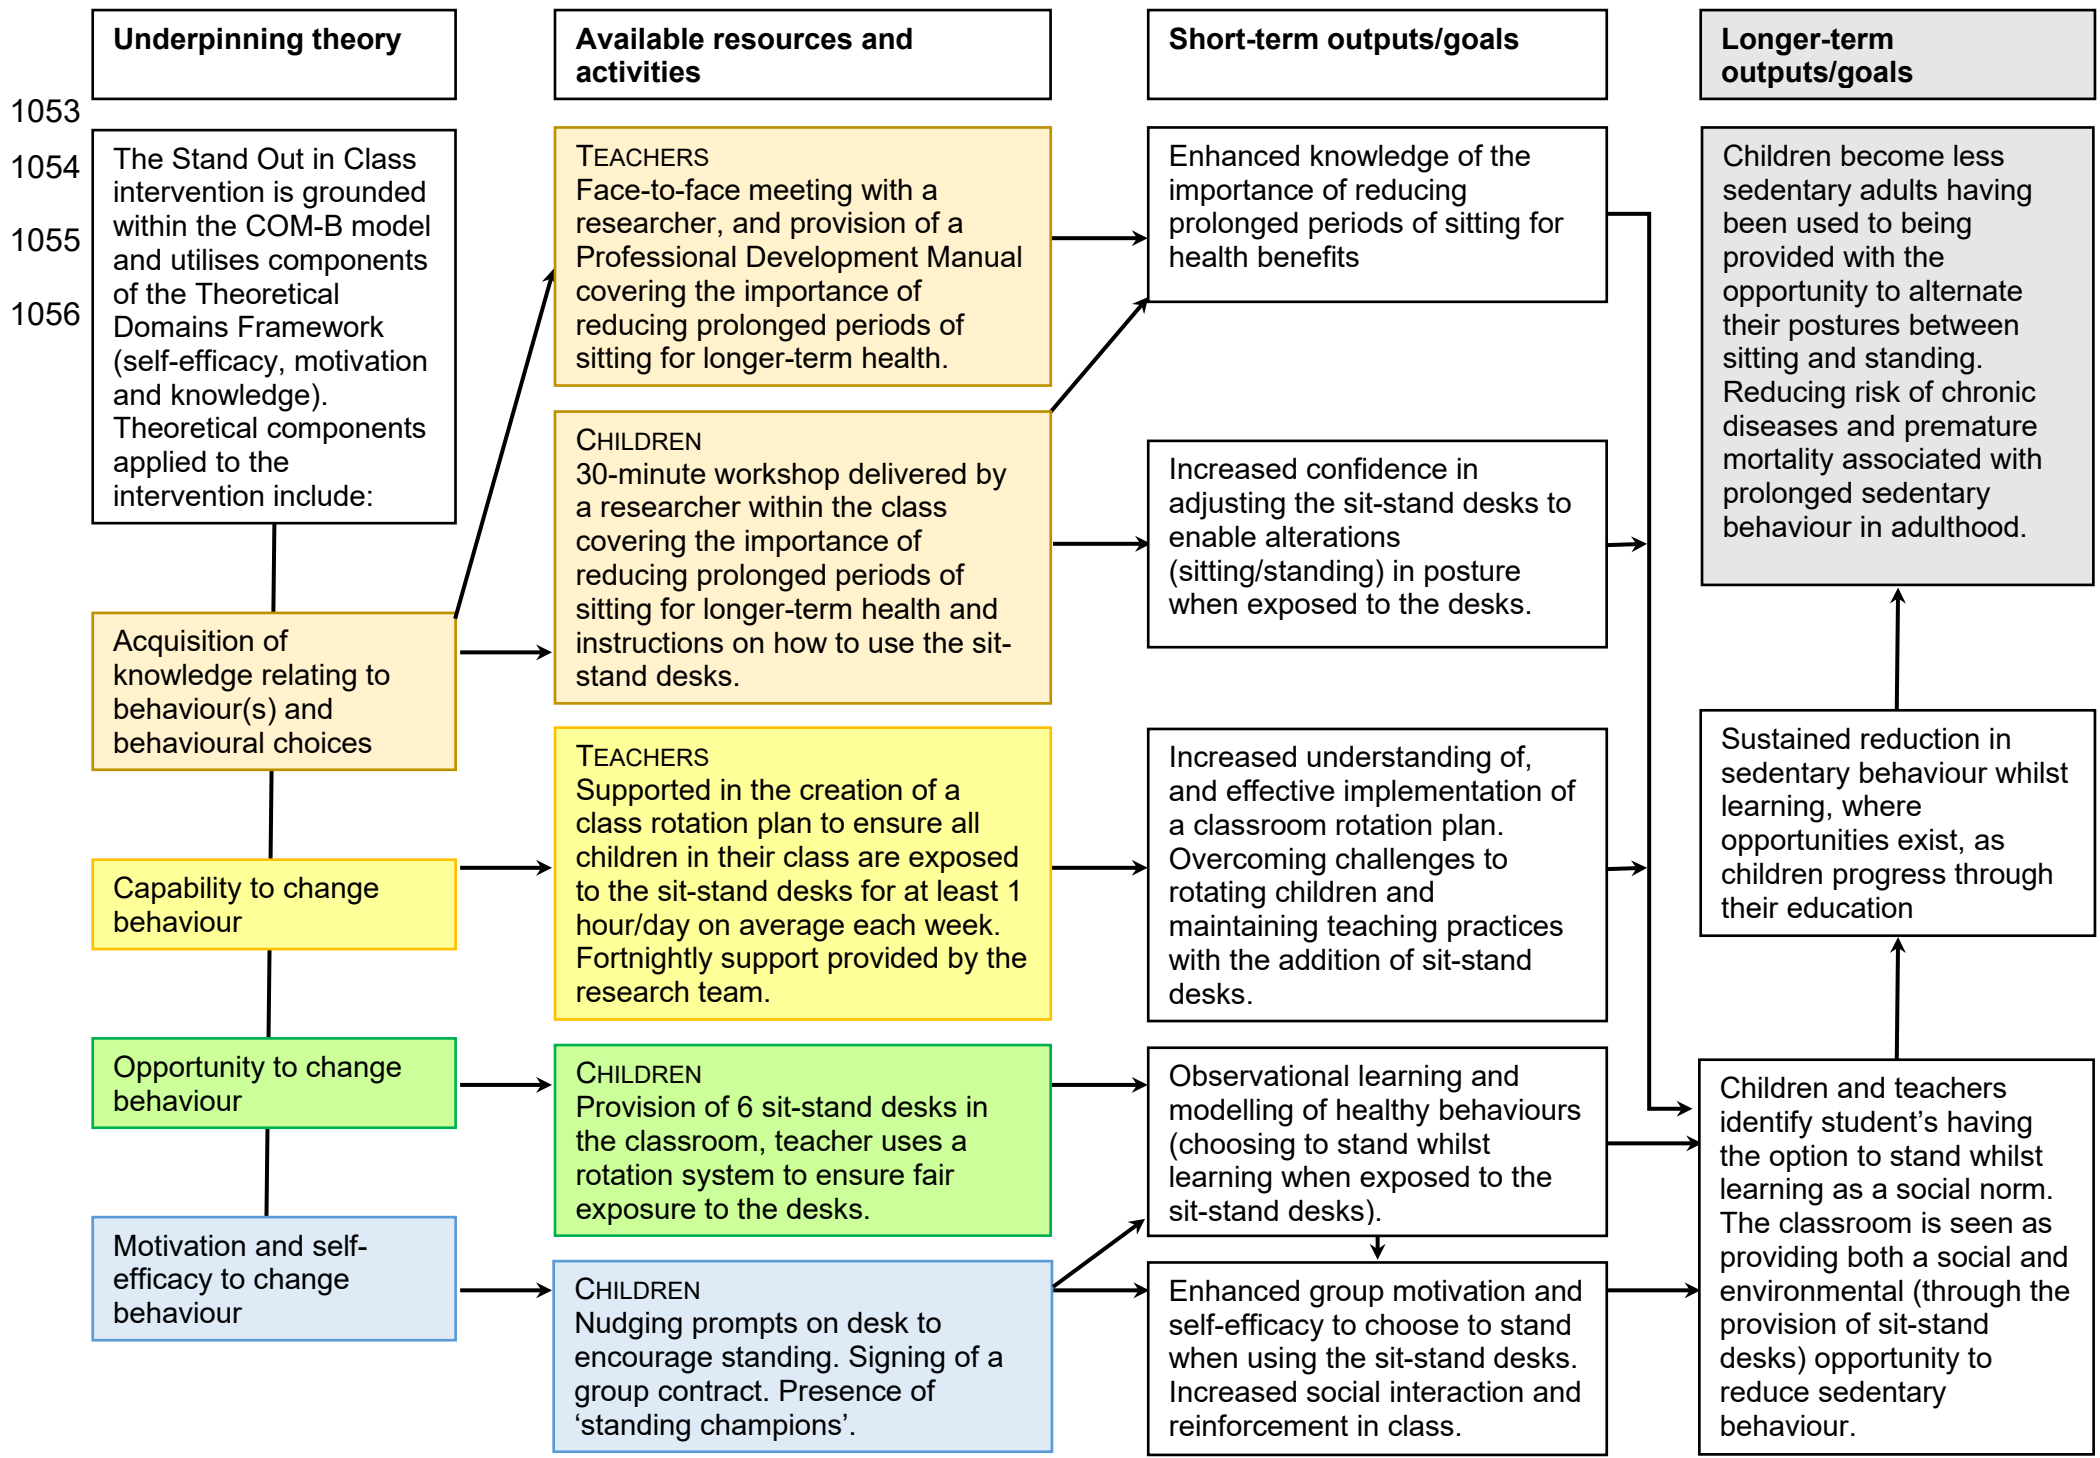 Underpinning theory
Available resources and
activities
Short-term outputs/goals
Longer-term
outputs/goals
1053
1054
1055
1056
The Stand Out in Class
intervention is grounded
within the COM-B model
and utilises components
of the Theoretical
Domains Framework
(self-efficacy, motivation
and knowledge).
Theoretical components
applied to the
intervention include:
Acquisition of
knowledge relating to
behaviour(s) and
behavioural choices
Capability to change
behaviour
Opportunity to change
behaviour
Motivation and self-
efficacy to change
behaviour
TEACHERS
Face-to-face meeting with a
researcher, and provision of a
Professional Development Manual
covering the importance of
reducing prolonged periods of
sitting for longer-term health.
CHILDREN
30-minute workshop delivered by
a researcher within the class
covering the importance of
reducing prolonged periods of
sitting for longer-term health and
instructions on how to use the sit-
stand desks.
TEACHERS
Supported in the creation of a
class rotation plan to ensure all
children in their class are exposed
to the sit-stand desks for at least 1
hour/day on average each week.
Fortnightly support provided by the
research team.
CHILDREN
Provision of 6 sit-stand desks in
the classroom, teacher uses a
rotation system to ensure fair
exposure to the desks.
CHILDREN
Nudging prompts on desk to
encourage standing. Signing of a
group contract. Presence of
‘standing champions’.
Enhanced knowledge of the
importance of reducing
prolonged periods of sitting for
health benefits
Increased confidence in
adjusting the sit-stand desks to
enable alterations
(sitting/standing) in posture
when exposed to the desks.
Increased understanding of,
and effective implementation of
a classroom rotation plan.
Overcoming challenges to
rotating children and
maintaining teaching practices
with the addition of sit-stand
desks.
Observational learning and
modelling of healthy behaviours
(choosing to stand whilst
learning when exposed to the
sit-stand desks).
Enhanced group motivation and
self-efficacy to choose to stand
when using the sit-stand desks.
Increased social interaction and
reinforcement in class.
Children become less
sedentary adults having
been used to being
provided with the
opportunity to alternate
their postures between
sitting and standing.
Reducing risk of chronic
diseases and premature
mortality associated with
prolonged sedentary
behaviour in adulthood.
Sustained reduction in
sedentary behaviour whilst
learning, where
opportunities exist, as
children progress through
their education
Children and teachers
identify student’s having
the option to stand whilst
learning as a social norm.
The classroom is seen as
providing both a social and
environmental (through the
provision of sit-stand
desks) opportunity to
reduce sedentary
behaviour.